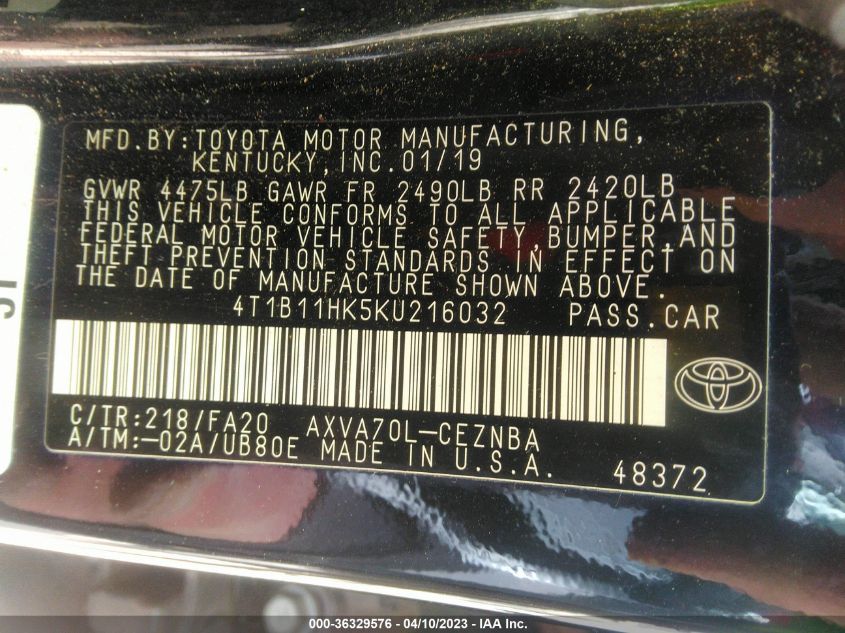 MFD.BY:TOYOTA MOTOR MANUFACTURING,
KENTUCKY,INC.01/19
GVWR 4475LB GAWR FR 2490LB RR 2420LB
THIS VEHICLE CONFORMS TO ALL APPLICABLE
FEDERAL MOTOR VEHICLE SAFETY,BUMPER,AND
THEFT PREVENTION STANDARDS IN EFFECT ON
THE DATE OF MANUFACTURE SHOWN ABOVE.
4T1B11HK5KU216032 PASS.CAR
C/TR:218/FA20 AXVA70L-CEZNBA
A/TM:-02A/UB80E MADE IN U.S.A.
48372
000-36329576 - 04/10/2023 - IAA Inc.